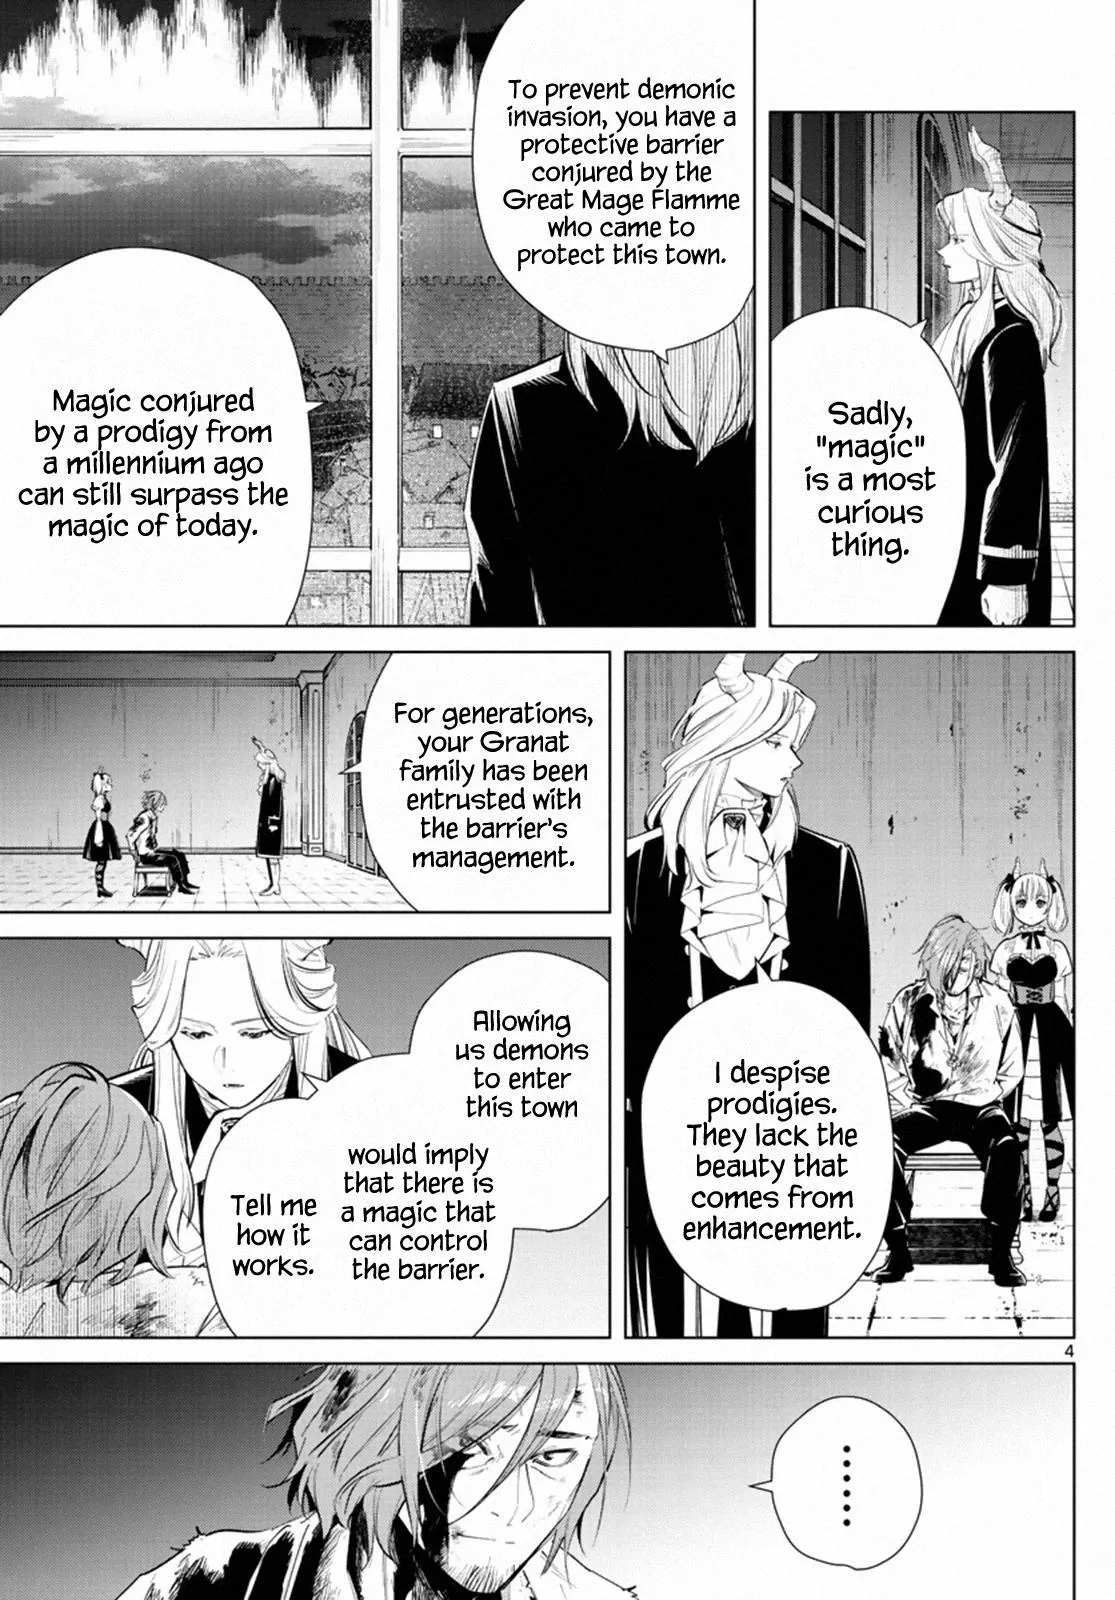 Sadly,
"magic"
is a most
curious
thing.
To prevent demonic
invasion, you have a
protective barrier
conjured by the
Great Mage Flamme
who came to
protect this town.
Magic conjured
by a prodigy from
a millennium ago
can still surpass the
magic of today.
I despise
prodigies.
They lack the
beauty that
comes from
enhancement.
For generations,
your Granat
family has been
entrusted with
the barrier's
management.
Allowing
us demons
to enter
this town
would imply
that there is
a magic that
can control
the barrier.
Tell me
how it
works.
4
........